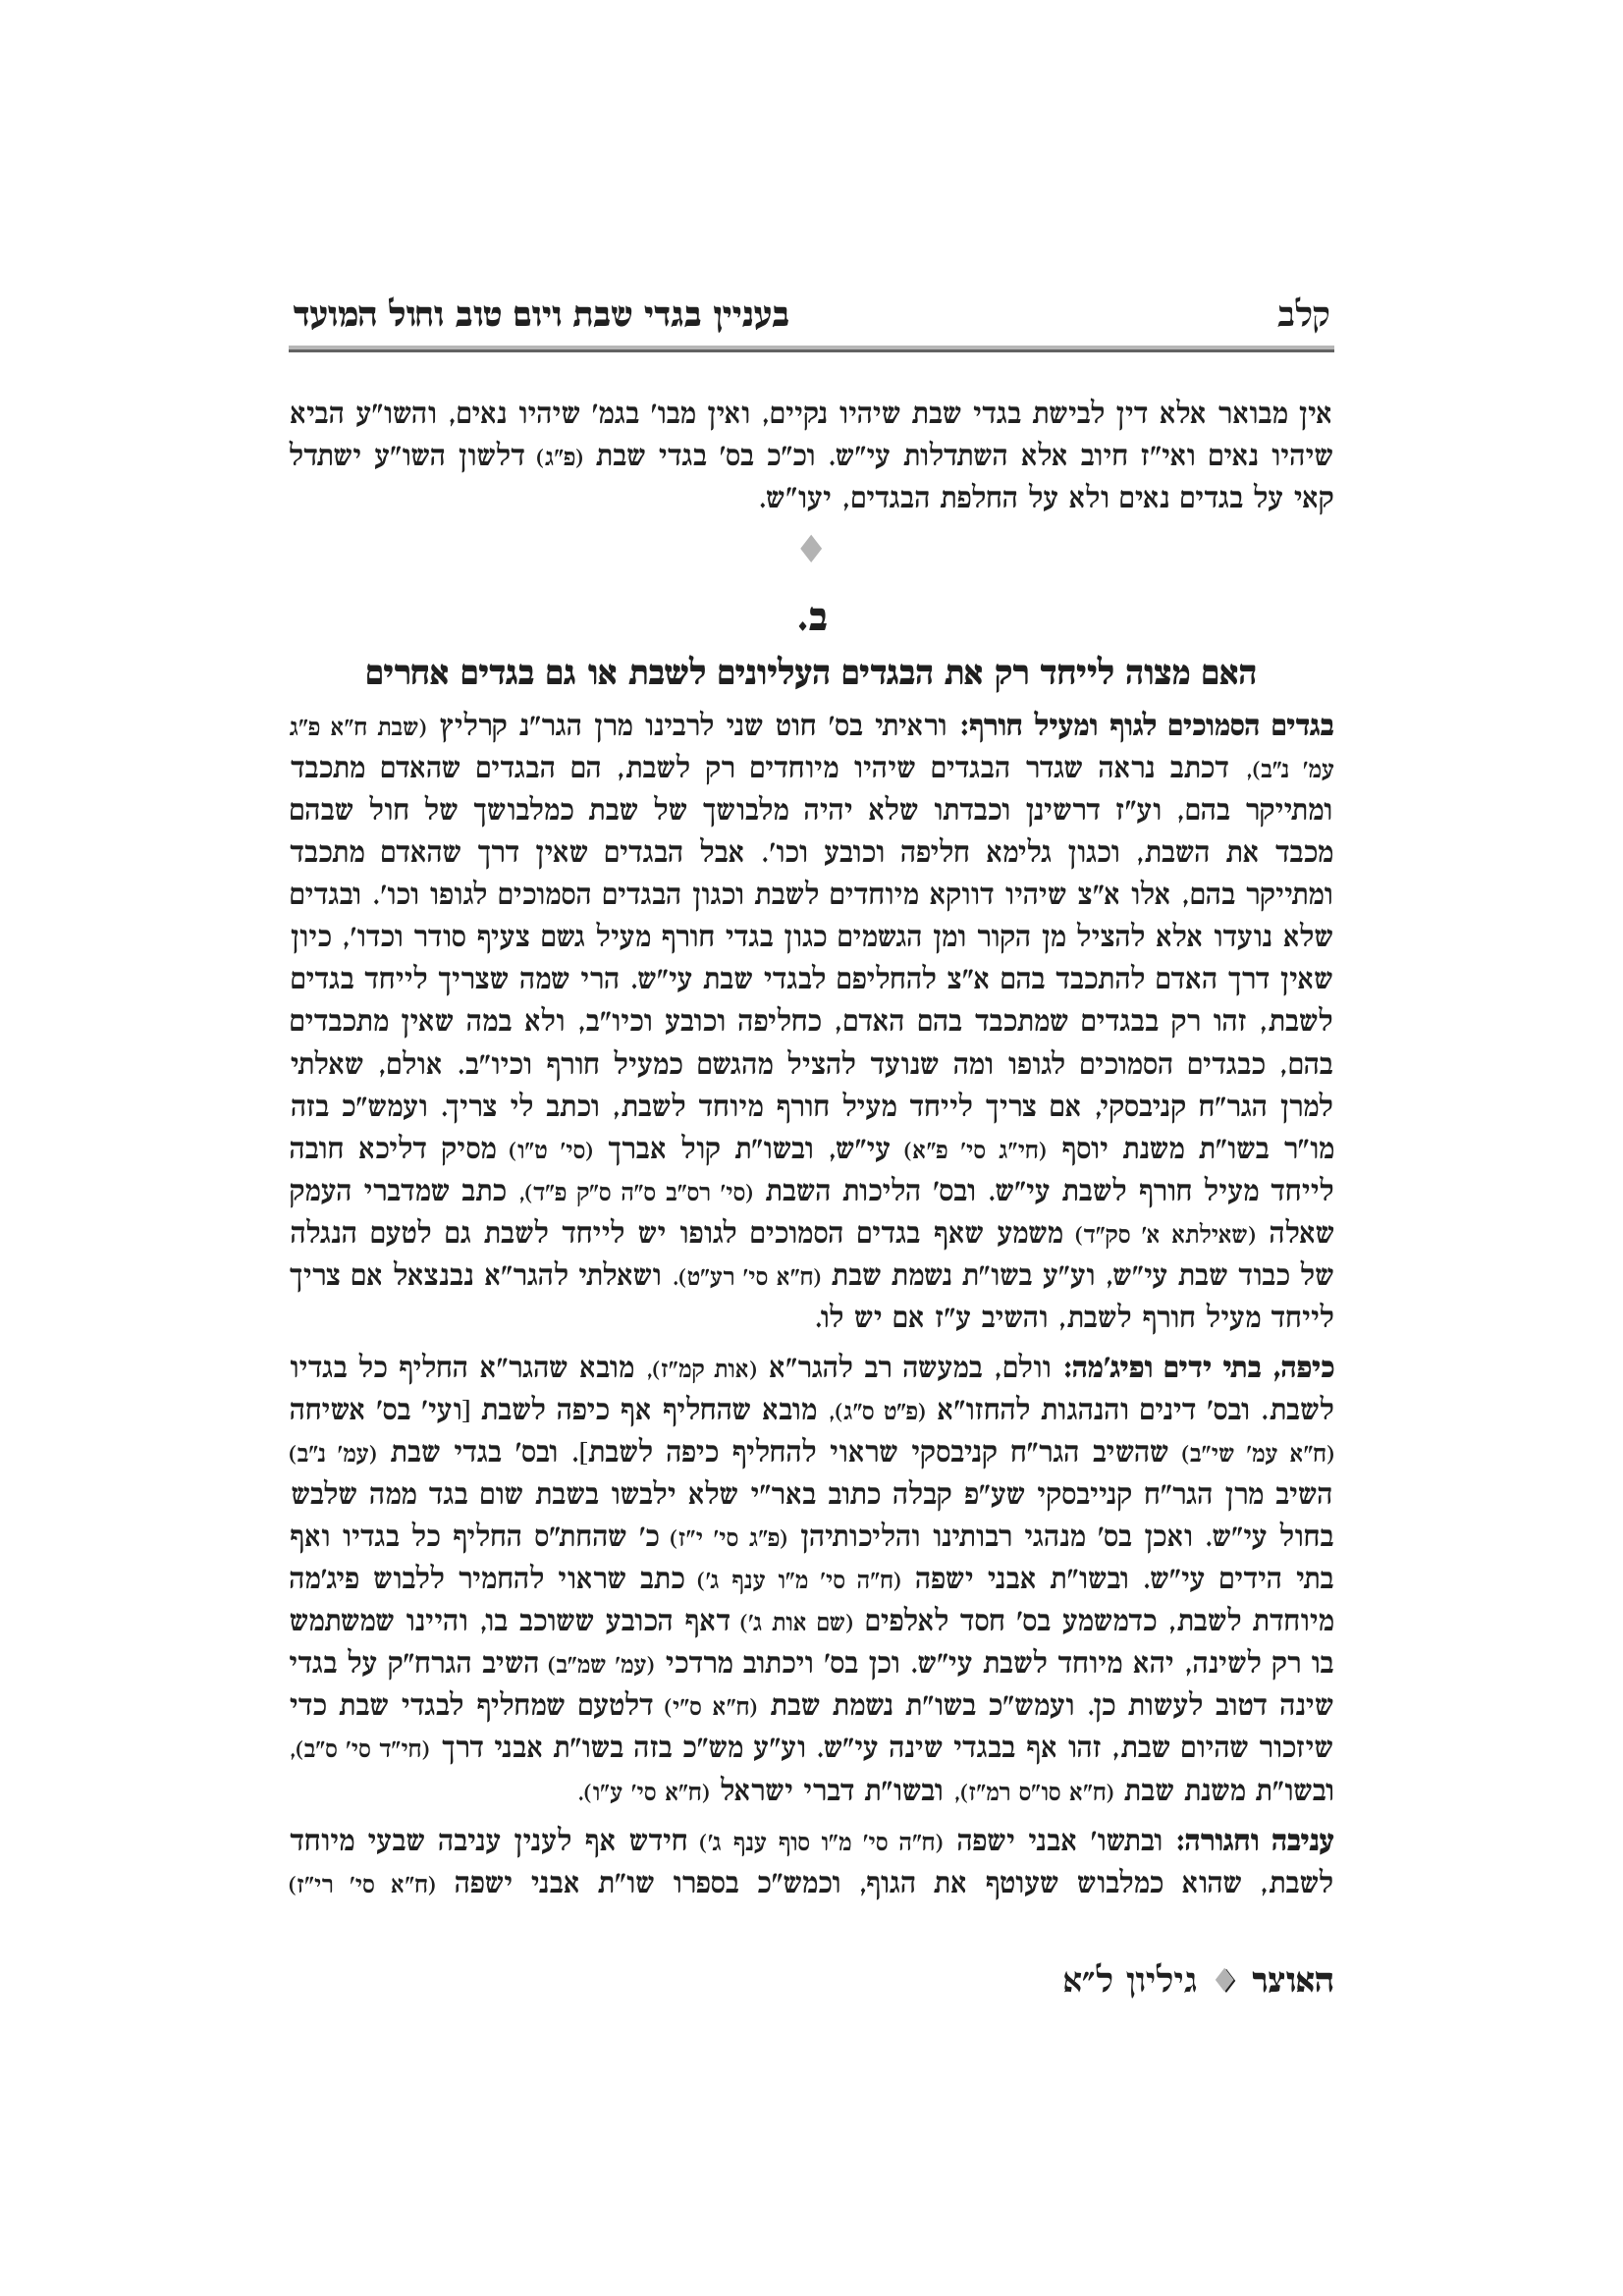 קלב
בעניין בגדי שבת ויום טוב וחול המועד
אין מבואר אלא דין לבישת בגדי שבת שיהיו נקיים, ואין מבו' בגמ' שיהיו נאים, והשו"ע הביא
שיהיו נאים ואי"ז חיוב אלא השתדלות עי"ש. וכ"כ בס' בגדי שבת (פ"ג) דלשון השו"ע ישתדל
קאי על בגדים נאים ולא על החלפת הבגדים, יעו"ש.
ב.
האם מצוה לייחד רק את הבגדים העליונים לשבת או גם בגדים אחרים
בגדים הסמוכים לגוף ומעיל חורף: וראיתי בס' חוט שני לרבינו מרן הגר"נ קרליץ (שבת ח"א פ"ג
עמ' נ"ב), דכתב נראה שגדר הבגדים שיהיו מיוחדים רק לשבת, הם הבגדים שהאדם מתכבד
ומתייקר בהם, וע"ז דרשינן וכבדתו שלא יהיה מלבושך של שבת כמלבושך של חול שבהם
מכבד את השבת, וכגון גלימא חליפה וכובע וכו'. אבל הבגדים שאין דרך שהאדם מתכבד
ומתייקר בהם, אלו א"צ שיהיו דווקא מיוחדים לשבת וכגון הבגדים הסמוכים לגופו וכו'. ובגדים
שלא נועדו אלא להציל מן הקור ומן הגשמים כגון בגדי חורף מעיל גשם צעיף סודר וכדו', כיון
שאין דרך האדם להתכבד בהם א"צ להחליפם לבגדי שבת עי"ש. הרי שמה שצריך לייחד בגדים
לשבת, זהו רק בבגדים שמתכבד בהם האדם, כחליפה וכובע וכיו"ב, ולא במה שאין מתכבדים
בהם, כבגדים הסמוכים לגופו ומה שנועד להציל מהגשם כמעיל חורף וכיו"ב. אולם, שאלתי
למרן הגר"ח קניבסקי, אם צריך לייחד מעיל חורף מיוחד לשבת, וכתב לי צריך. ועמש"כ בזה
מו"ר בשו"ת משנת יוסף (חי"ג סי' פ"א) עי"ש, ובשו"ת קול אברך (סי' ט"ו) מסיק דליכא חובה
לייחד מעיל חורף לשבת עי"ש. ובס' הליכות השבת (סי' רס"ב ס"ה ס"ק פ"ד), כתב שמדברי העמק
שאלה (שאילתא א' סק"ד) משמע שאף בגדים הסמוכים לגופו יש לייחד לשבת גם לטעם הנגלה
של כבוד שבת עי"ש, וע"ע בשו"ת נשמת שבת (ח"א סי' רע"ט). ושאלתי להגר"א נבנצאל אם צריך
לייחד מעיל חורף לשבת, והשיב ע"ז אם יש לו.
כיפה, בתי ידים ופיג'מה: וולם, במעשה רב להגר"א (אות קמ"ז), מובא שהגר"א החליף כל בגדיו
לשבת. ובס' דינים והנהגות להחזו"א (פ"ט ס"ג), מובא שהחליף אף כיפה לשבת [ועי' בס' אשיחה
(ח"א עמ' שי"ב) שהשיב הגר"ח קניבסקי שראוי להחליף כיפה לשבת]. ובס' בגדי שבת (עמ' נ"ב)
השיב מרן הגר"ח קנייבסקי שע"פ קבלה כתוב באר"י שלא ילבשו בשבת שום בגד ממה שלבש
בחול עי"ש. ואכן בס' מנהגי רבותינו והליכותיהן (פ"ג סי' י"ז) כ' שהחת"ס החליף כל בגדיו ואף
בתי הידים עי"ש. ובשו"ת אבני ישפה (ח"ה סי' מ"ו ענף ג') כתב שראוי להחמיר ללבוש פיג'מה
מיוחדת לשבת, כדמשמע בס' חסד לאלפים (שם אות ג') דאף הכובע ששוכב בו, והיינו שמשתמש
בו רק לשינה, יהא מיוחד לשבת עי"ש. וכן בס' ויכתוב מרדכי (עמ' שמ"ב) השיב הגרח"ק על בגדי
שינה דטוב לעשות כן. ועמש"כ בשו"ת נשמת שבת (ח"א ס"י) דלטעם שמחליף לבגדי שבת כדי
שיזכור שהיום שבת, זהו אף בבגדי שינה עי"ש. וע"ע מש"כ בזה בשו"ת אבני דרך (חי"ד סי' ס"ב),
ובשו"ת משנת שבת (ח"א סו"ס רמ"ז), ובשו"ת דברי ישראל (ח"א סי' ע"ו).
עניבה וחגורה: ובתשו' אבני ישפה (ח"ה סי' מ"ו סוף ענף ג') חידש אף לענין עניבה שבעי מיוחד
לשבת, שהוא כמלבוש שעוטף את הגוף, וכמש"כ בספרו שו"ת אבני ישפה (ח"א סי' רי"ז)
האוצר ♦ גיליון ל"א